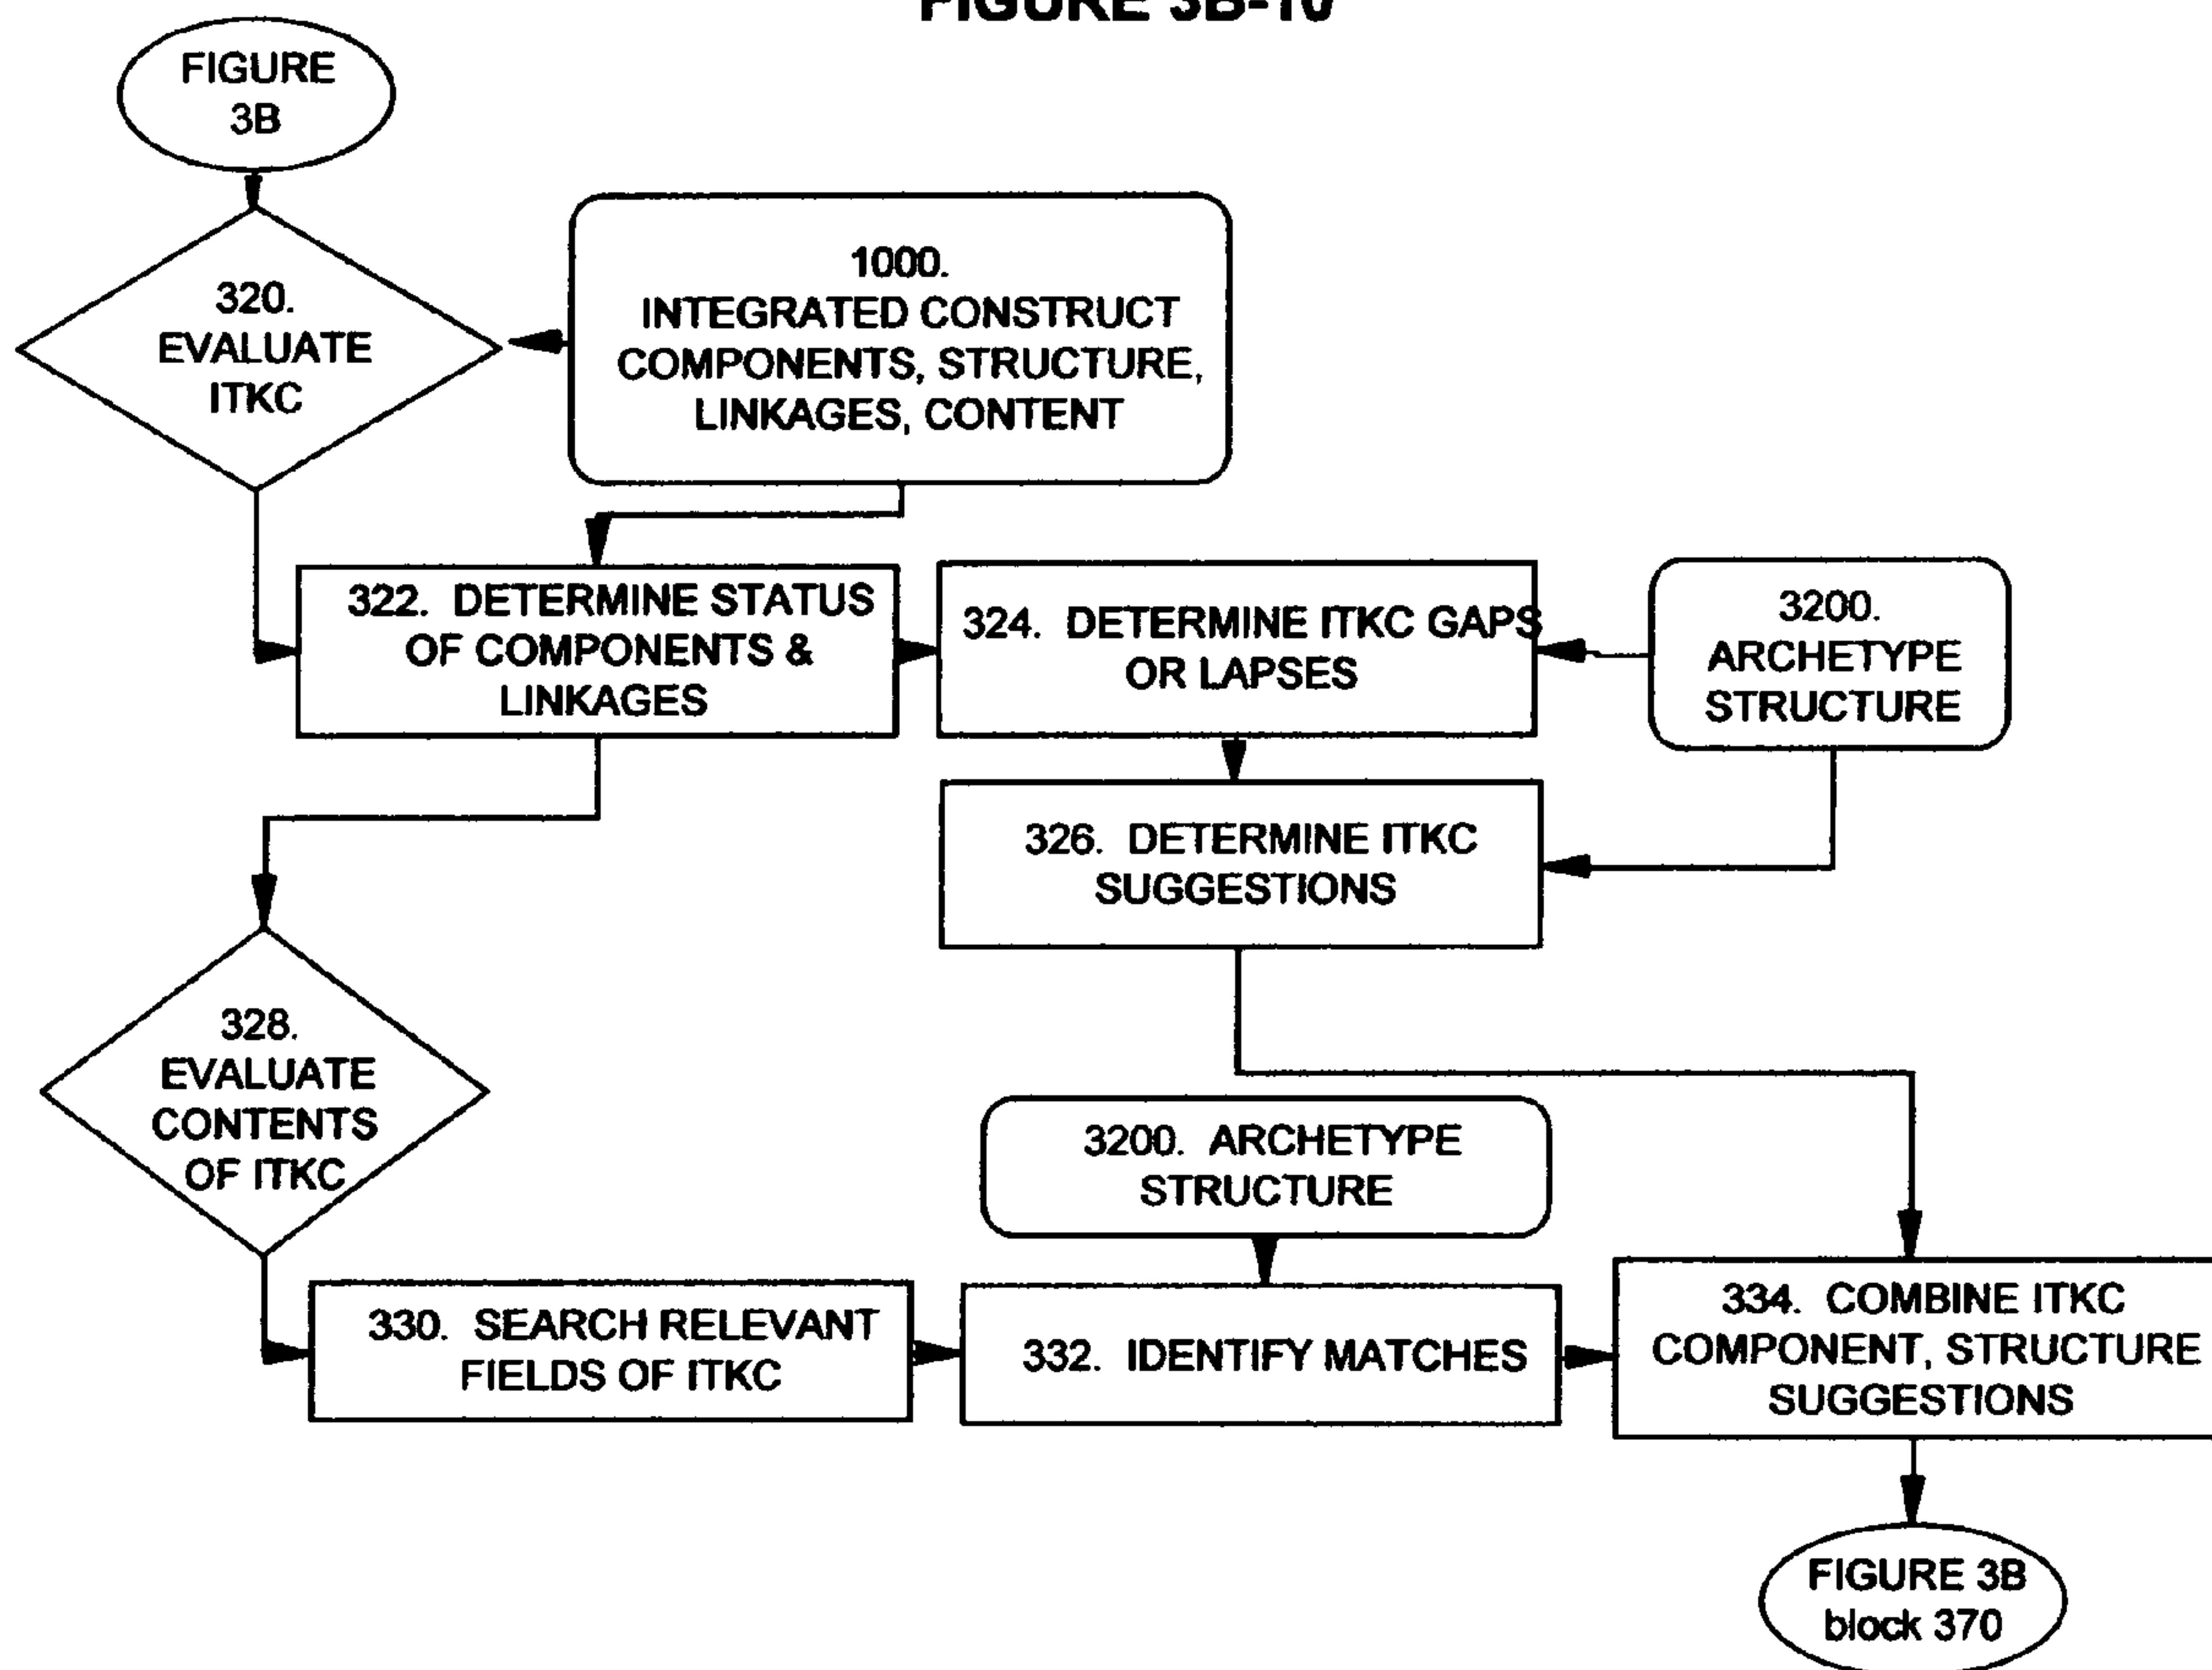 FIGURE 3B-10
FIGURE
3B
320.
EVALUATE
ITKC
1000.
INTEGRATED CONSTRUCT
COMPONENTS, STRUCTURE,
LINKAGES, CONTENT
322. DETERMINE STATUS
OF COMPONENTS &
LINKAGES
324. DETERMINE ITKC GAPS
OR LAPSES
3200.
ARCHETYPE
STRUCTURE
326. DETERMINE ITKC
SUGGESTIONS
328.
EVALUATE
CONTENTS
OF ITKC
3200. ARCHETYPE
STRUCTURE
330. SEARCH RELEVANT
FIELDS OF ITKC
332. IDENTIFY MATCHES
334. COMBINE ITKC
COMPONENT, STRUCTURE
SUGGESTIONS
FIGURE 3B
block 370